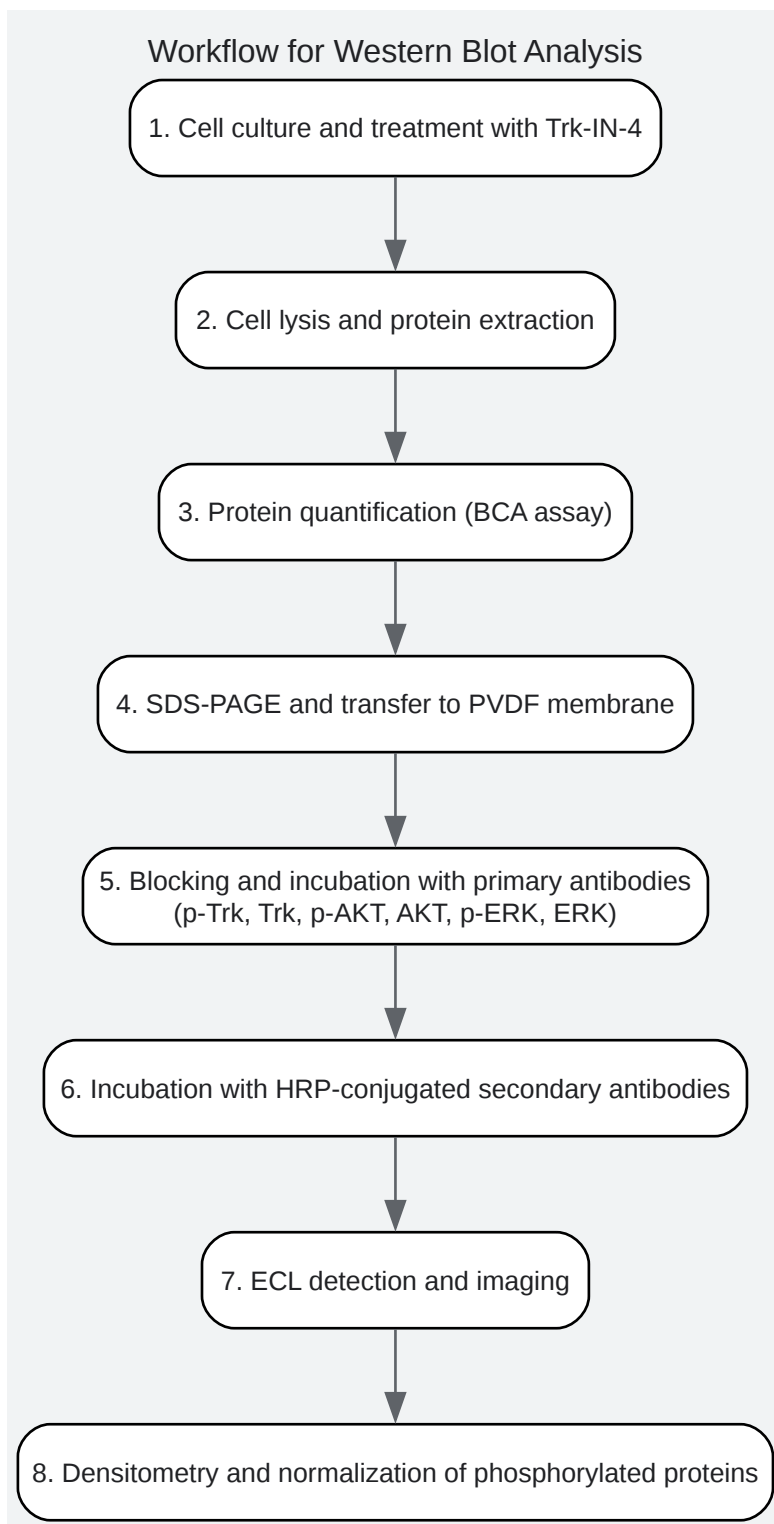 Workflow for Western Blot Analysis
1. Cell culture and treatment with Trk-IN-4
2. Cell lysis and protein extraction
3. Protein quantification (BCA assay)
4. SDS-PAGE and transfer to PVDF membrane
5. Blocking and incubation with primary antibodies
(p-Trk, Trk, p-AKT, AKT, p-ERK, ERK)
6. Incubation with HRP-conjugated secondary antibodies
7. ECL detection and imaging
8. Densitometry and normalization of phosphorylated proteins